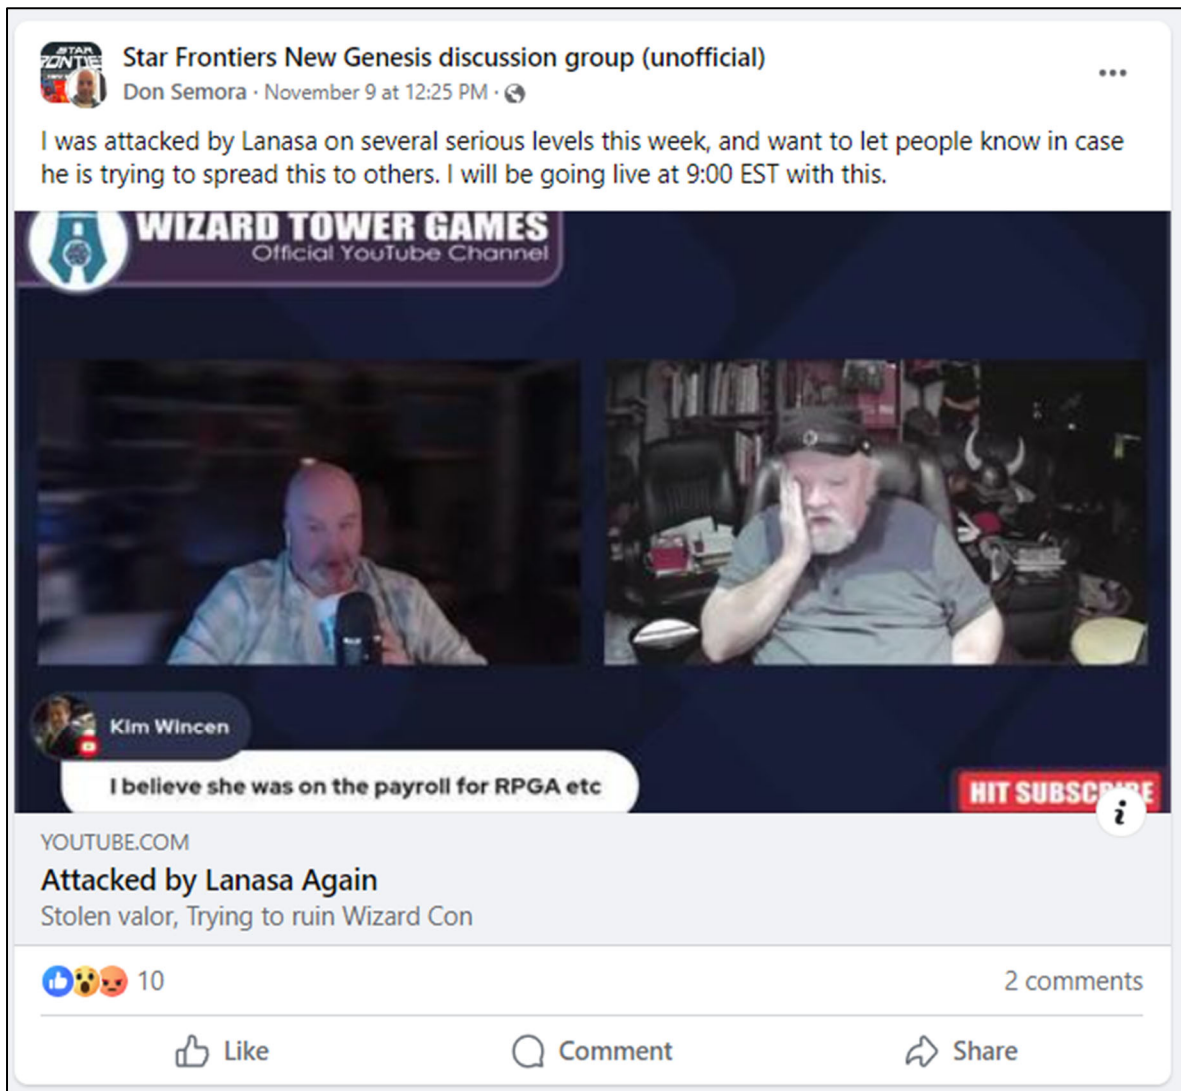 Star Frontiers New Genesis discussion group (unofficial)
Don Semora · November 9 at 12:25 PM ·
I was attacked by Lanasa on several serious levels this week, and want to let people know in case
he is trying to spread this to others. I will be going live at 9:00 EST with this.
WIZARD TOWER GAMES
Official YouTube Channel
Kim Wincen
I believe she was on the payroll for RPGA etc
HIT SUBSCRIBE
YOUTUBE.COM
Attacked by Lanasa Again
Stolen valor, Trying to ruin Wizard Con
10
2 comments
Like
Comment
Share